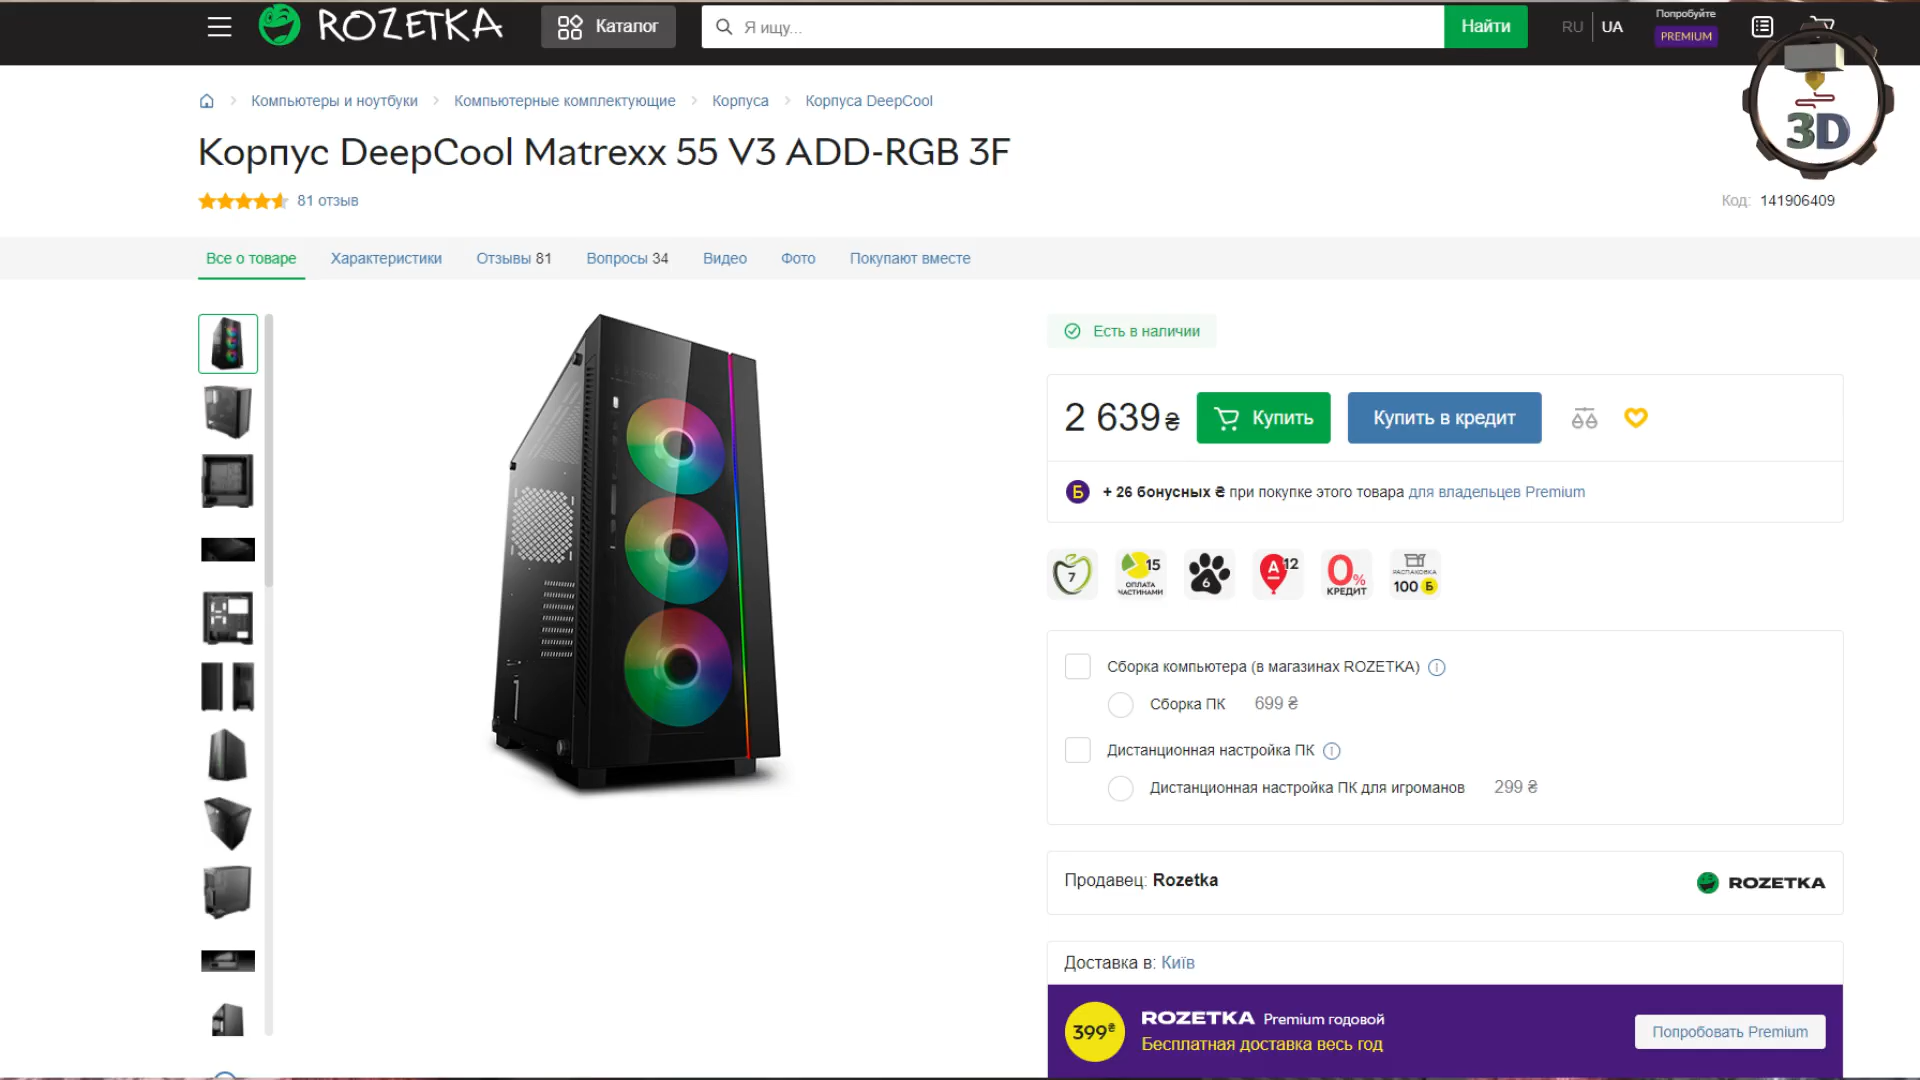 ROZETKA
Каталог
Я ищу...
Найти
RU UA
Попробуйте
PREMIUM
3D
Компьютеры и ноутбуки > Компьютерные комплектующие > Корпуса > Корпуса DeepCool
Корпус DeepCool Matrexx 55 V3 ADD-RGB 3F
81 отзыв
Код: 141906409
Все о товаре Характеристики Отзывы 81 Вопросы 34 Видео Фото Покупают вместе
Есть в наличии
2 639 ₴
Купить
Купить в кредит
Б + 26 бонусных ₴ при покупке этого товара для владельцев Premium
7
15
ОПЛАТА
ЧАСТИНАМИ
6
А 12
0%
КРЕДИТ
РАСПАКОВКА
100 Б
Сборка компьютера (в магазинах ROZETKA)
Сборка ПК 699 ₴
Дистанционная настройка ПК
Дистанционная настройка ПК для игроманов 299 ₴
Продавец: Rozetka
ROZETKA
Доставка в: Київ
399₴
ROZETKA Premium годовой
Бесплатная доставка весь год
Попробовать Premium